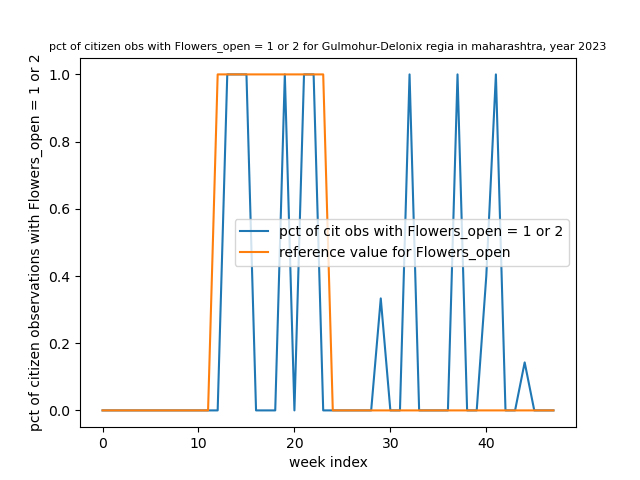 pct of citizen obs with Flowers_open = 1 or 2 for Gulmohur-Delonix regia in maharashtra, year 2023
pct of citizen observations with Flowers_open = 1 or 2
1.0
0.8
0.6
0.4
0.2
0.0
pct of cit obs with Flowers_open = 1 or 2
reference value for Flowers_open
0 10 20 30 40
week index